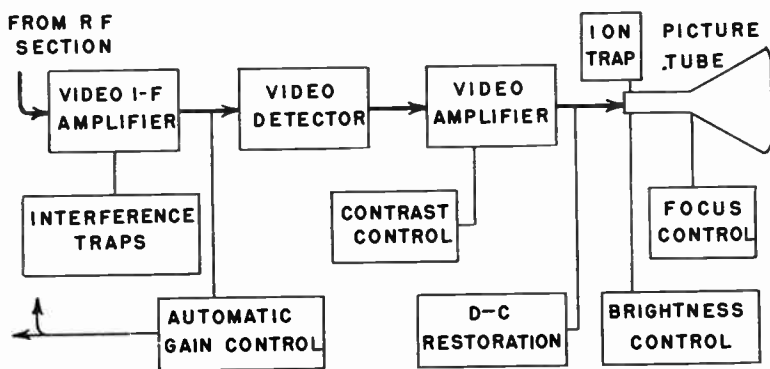 FROM R F
SECTION
VIDEO I-F
AMPLIFIER
VIDEO
DETECTOR
VIDEO
AMPLIFIER
ION
TRAP
PICTURE
TUBE
INTERFERENCE
TRAPS
CONTRAST
CONTROL
FOCUS
CONTROL
AUTOMATIC
GAIN CONTROL
D-C
RESTORATION
BRIGHTNESS
CONTROL